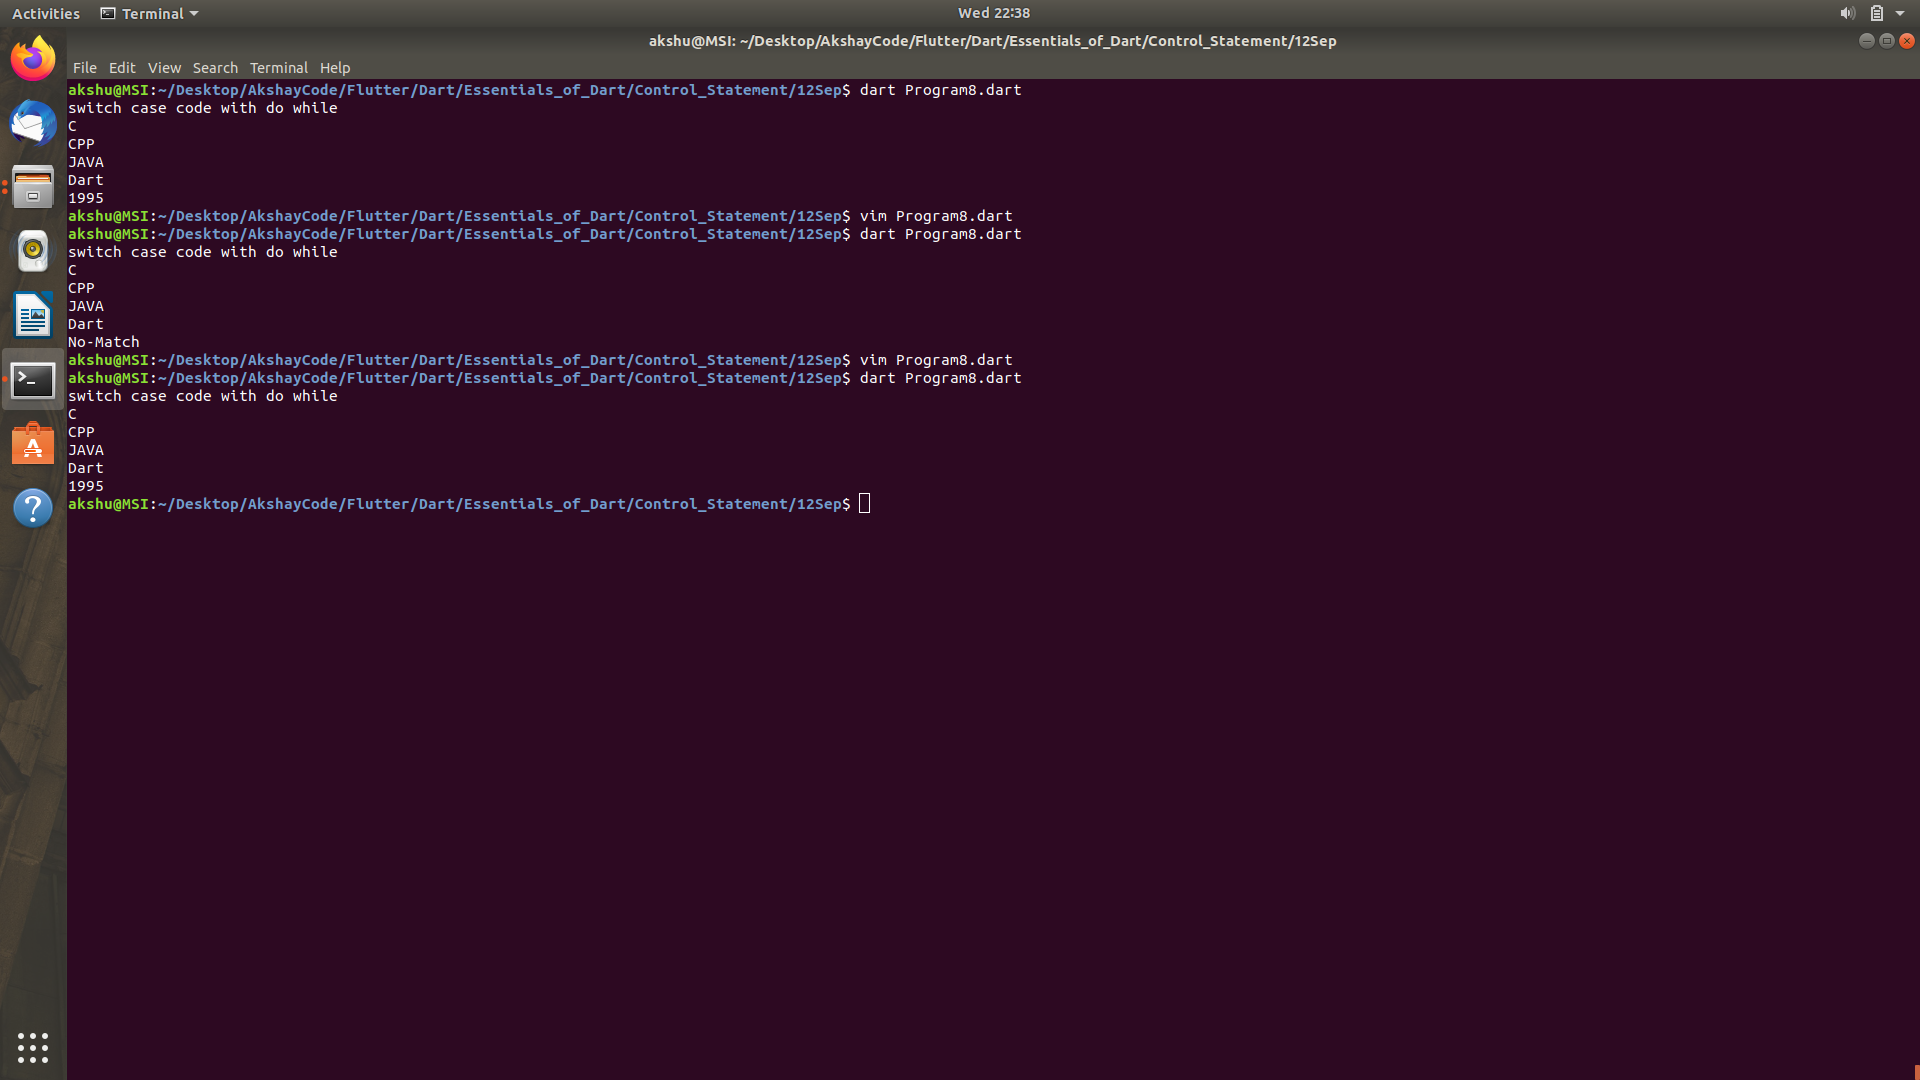 Activities Terminal Wed 22:38
akshu@MSI: ~/Desktop/AkshayCode/Flutter/Dart/Essentials_of_Dart/Control_Statement/12Sep
File Edit View Search Terminal Help
akshu@MSI:~/Desktop/AkshayCode/Flutter/Dart/Essentials_of_Dart/Control_Statement/12Sep$ dart Program8.dart
switch case code with do while
C
CPP
JAVA
Dart
1995
akshu@MSI:~/Desktop/AkshayCode/Flutter/Dart/Essentials_of_Dart/Control_Statement/12Sep$ vim Program8.dart
akshu@MSI:~/Desktop/AkshayCode/Flutter/Dart/Essentials_of_Dart/Control_Statement/12Sep$ dart Program8.dart
switch case code with do while
C
CPP
JAVA
Dart
No-Match
akshu@MSI:~/Desktop/AkshayCode/Flutter/Dart/Essentials_of_Dart/Control_Statement/12Sep$ vim Program8.dart
akshu@MSI:~/Desktop/AkshayCode/Flutter/Dart/Essentials_of_Dart/Control_Statement/12Sep$ dart Program8.dart
switch case code with do while
C
CPP
JAVA
Dart
1995
akshu@MSI:~/Desktop/AkshayCode/Flutter/Dart/Essentials_of_Dart/Control_Statement/12Sep$